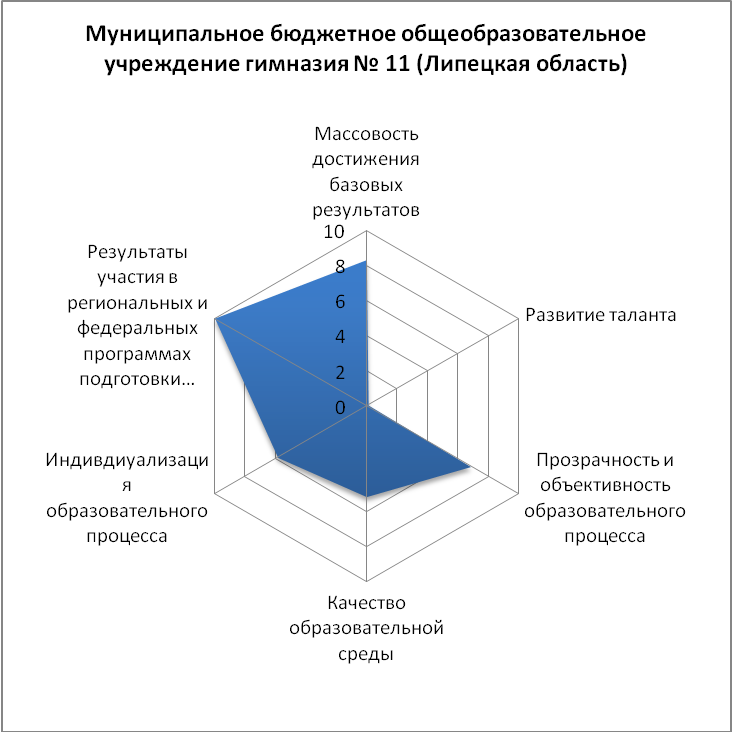 Муниципальное бюджетное общеобразовательное
учреждение гимназия № 11 (Липецкая область)
Массовость
достижения
базовых
результатов
Развитие таланта
Прозрачность и
объективность
образовательного
процесса
Качество
образовательной
среды
Индивдиуализаци
я
образовательного
процесса
Результаты
участия в
региональных и
федеральных
программах
подготовки...
10
8
6
4
2
0